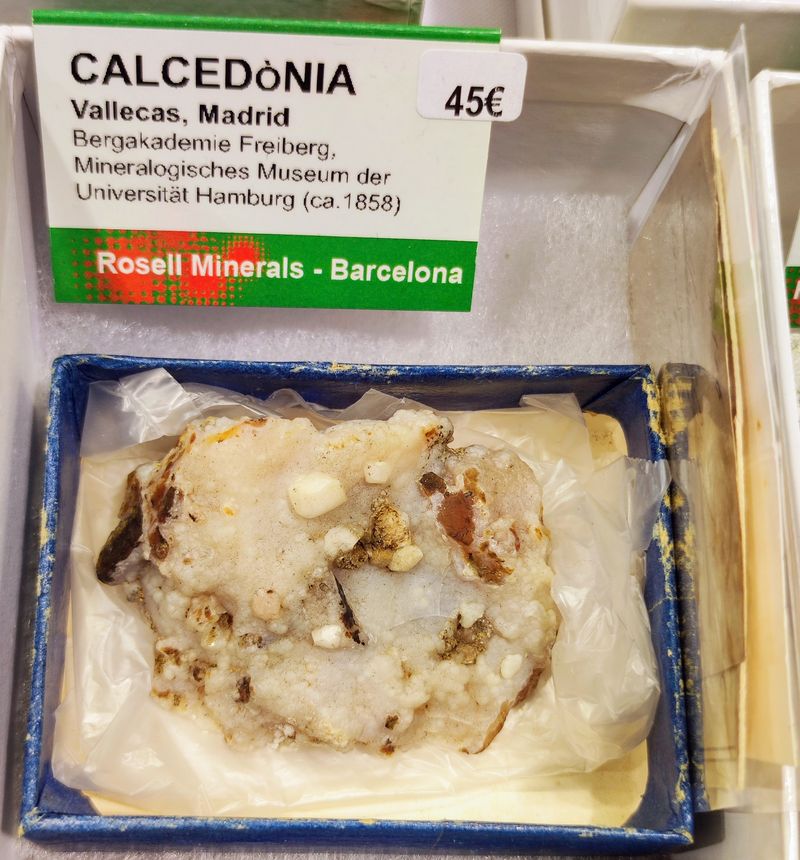 CALCEDòNIA
45€
Vallecas, Madrid
Bergakademie Freiberg,
Mineralogisches Museum der
Universität Hamburg (ca.1858)
Rosell Minerals - Barcelona